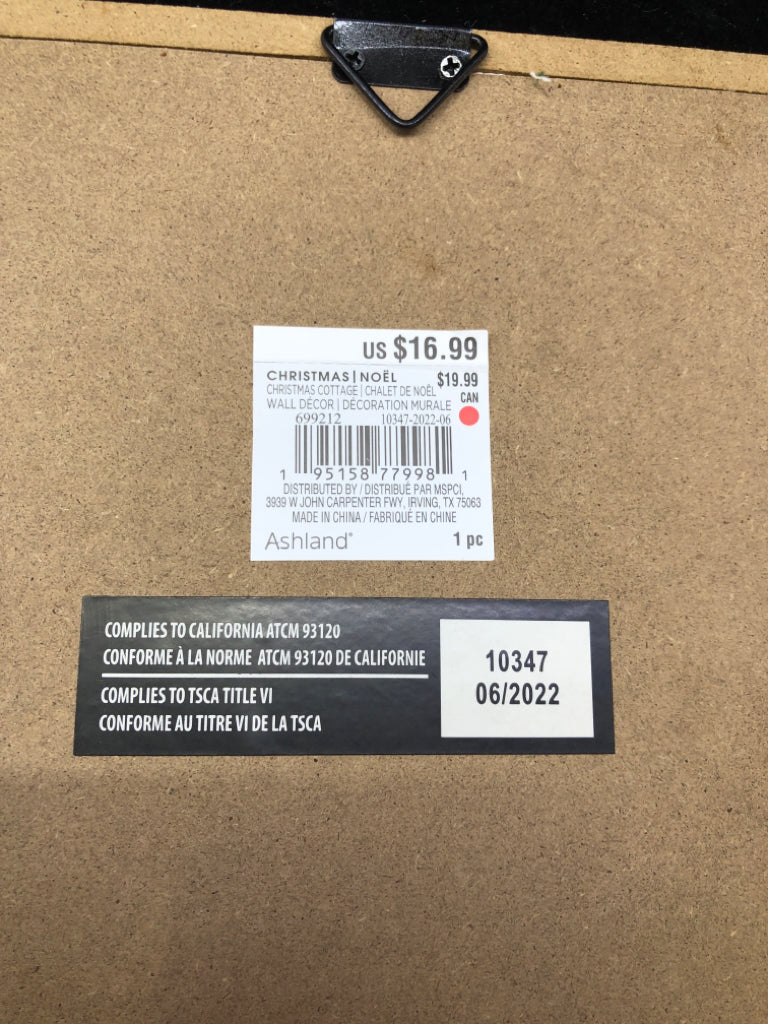 US $16.99
CHRISTMAS | NOËL $19.99
CHRISTMAS COTTAGE | CHALET DE NOËL CAN
WALL DÉCOR | DÉCORATION MURALE
699212 10347-2022-06
1 95158 77998 1
DISTRIBUTED BY / DISTRIBUÉ PAR MSPCI,
3939 W JOHN CARPENTER FWY, IRVING, TX 75063
MADE IN CHINA / FABRIQUÉ EN CHINE
Ashland® 1 pc
COMPLIES TO CALIFORNIA ATCM 93120
CONFORME À LA NORME ATCM 93120 DE CALIFORNIE
COMPLIES TO TSCA TITLE VI
CONFORME AU TITRE VI DE LA TSCA
10347
06/2022